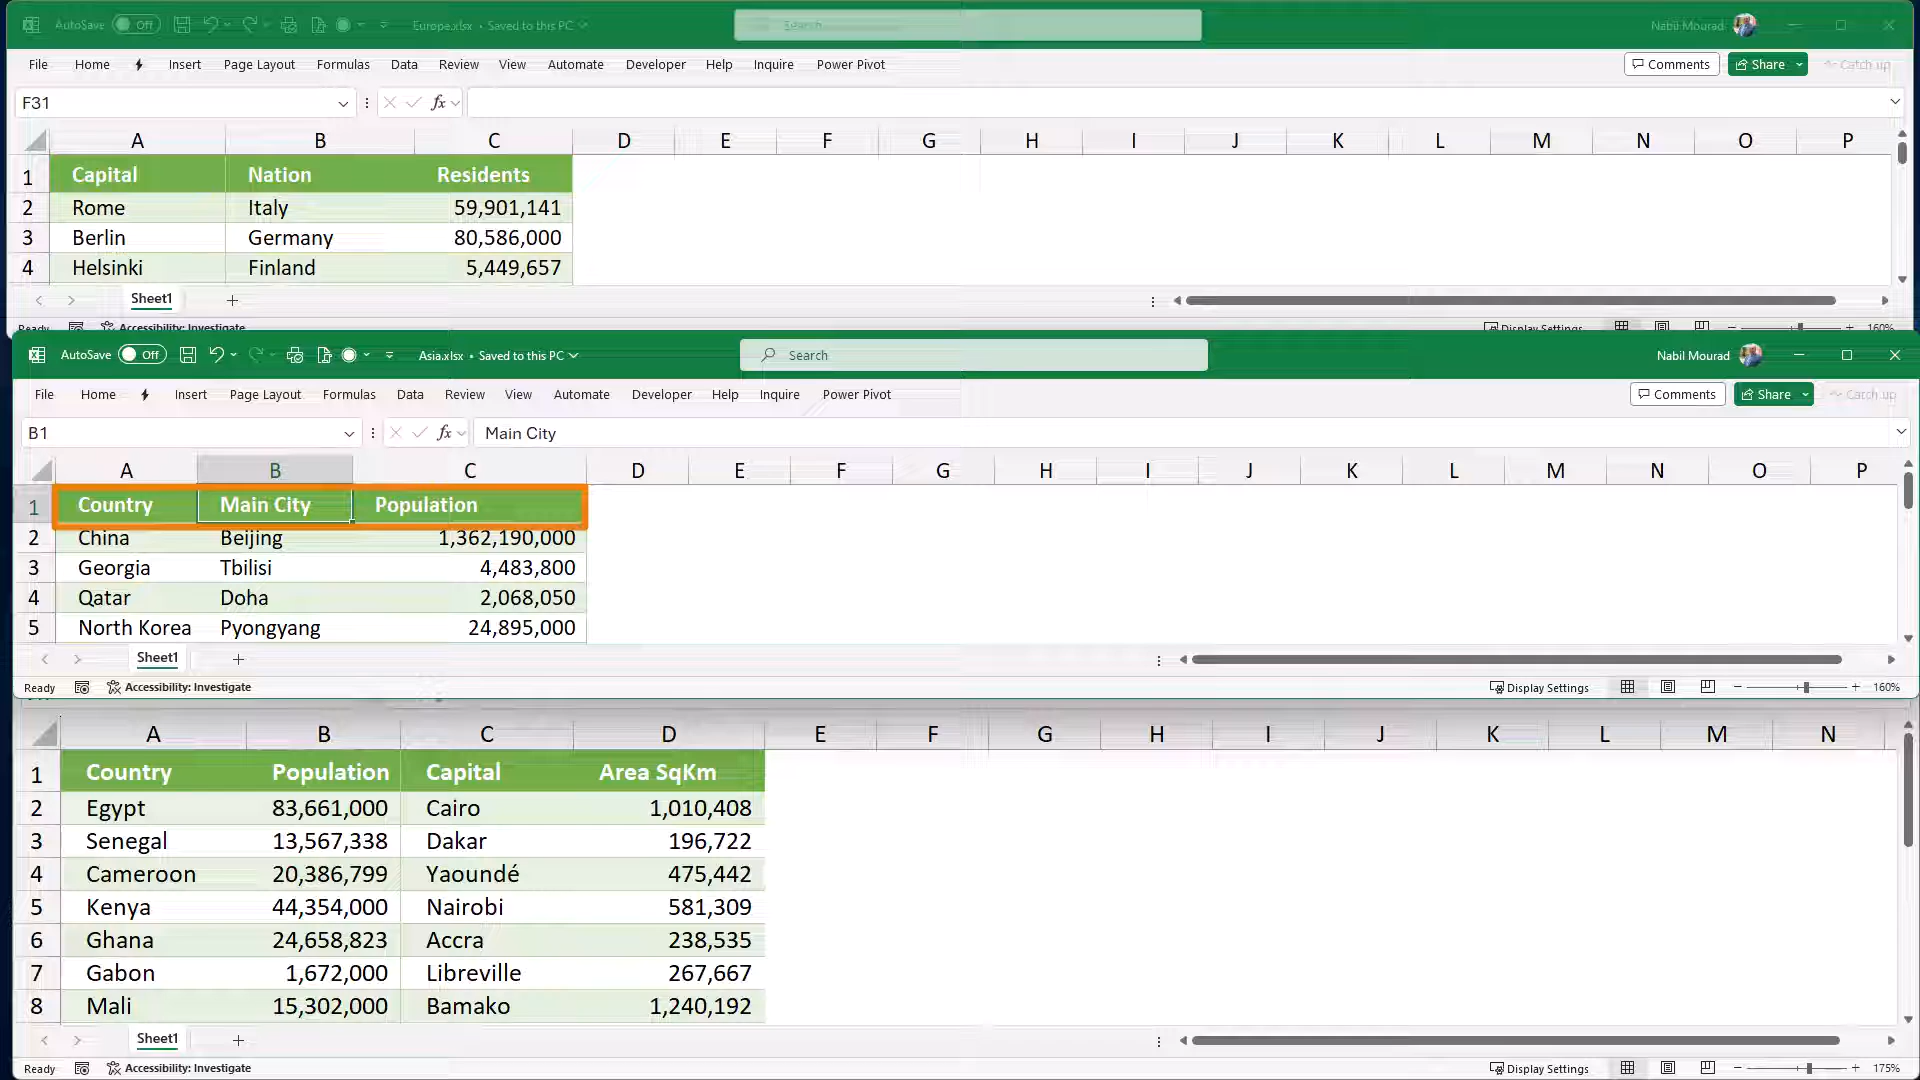 AutoSave Off Europe.xlsx • Saved to this PC Search Nabil Mourad
File Home Insert Page Layout Formulas Data Review View Automate Developer Help Inquire Power Pivot Comments Share Catch up
F31 fx
A B C D E F G H I J K L M N O P
1 Capital Nation Residents
2 Rome Italy 59,901,141
3 Berlin Germany 80,586,000
4 Helsinki Finland 5,449,657
Sheet1 +
Ready Accessibility: Investigate Display Settings 160%
AutoSave Off Asia.xlsx • Saved to this PC Search Nabil Mourad
File Home Insert Page Layout Formulas Data Review View Automate Developer Help Inquire Power Pivot Comments Share Catch up
B1 fx Main City
A B C D E F G H I J K L M N O P
1 Country Main City Population
2 China Beijing 1,362,190,000
3 Georgia Tbilisi 4,483,800
4 Qatar Doha 2,068,050
5 North Korea Pyongyang 24,895,000
Sheet1 +
Ready Accessibility: Investigate Display Settings 160%
A B C D E F G H I J K L M N
1 Country Population Capital Area SqKm
2 Egypt 83,661,000 Cairo 1,010,408
3 Senegal 13,567,338 Dakar 196,722
4 Cameroon 20,386,799 Yaoundé 475,442
5 Kenya 44,354,000 Nairobi 581,309
6 Ghana 24,658,823 Accra 238,535
7 Gabon 1,672,000 Libreville 267,667
8 Mali 15,302,000 Bamako 1,240,192
Sheet1 +
Ready Accessibility: Investigate Display Settings 175%